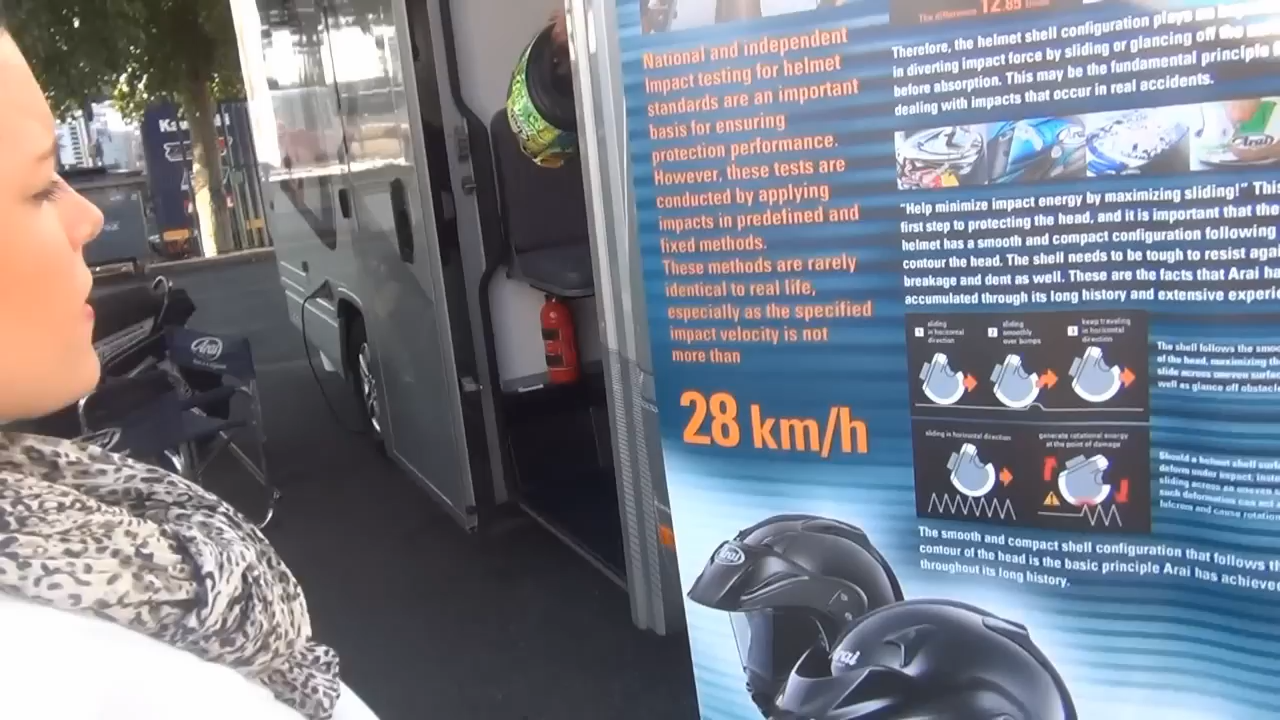 The difference 12.85
National and independent
impact testing for helmet
standards are an important
basis for ensuring
protection performance.
However, these tests are
conducted by applying
impacts in predefined and
fixed methods.
These methods are rarely
identical to real life,
especially as the specified
impact velocity is not
more than
28 km/h
Therefore, the helmet shell configuration plays
in diverting impact force by sliding or glancing off the
before absorption. This may be the fundamental principle
dealing with impacts that occur in real accidents.
Arai
"Help minimize impact energy by maximizing sliding!" This
first step to protecting the head, and it is important that the
helmet has a smooth and compact configuration following
contour the head. The shell needs to be tough to resist
breakage and dent as well. These are the facts that Arai
accumulated through its long history and extensive
1 sliding in horizontal direction
2 sliding smoothly over bumps
3 keep traveling in horizontal direction
sliding in horizontal direction
generate rotational energy
at the point of damage
The shell follows the
of the head, maximizing
slide across uneven
well as glance off
Should a helmet shell
deform under impact,
sliding across an uneven
such deformation can
fulcrum and cause
The smooth and compact shell configuration that follows
contour of the head is the basic principle Arai has
throughout its long history.
Arai
Arai
Arai